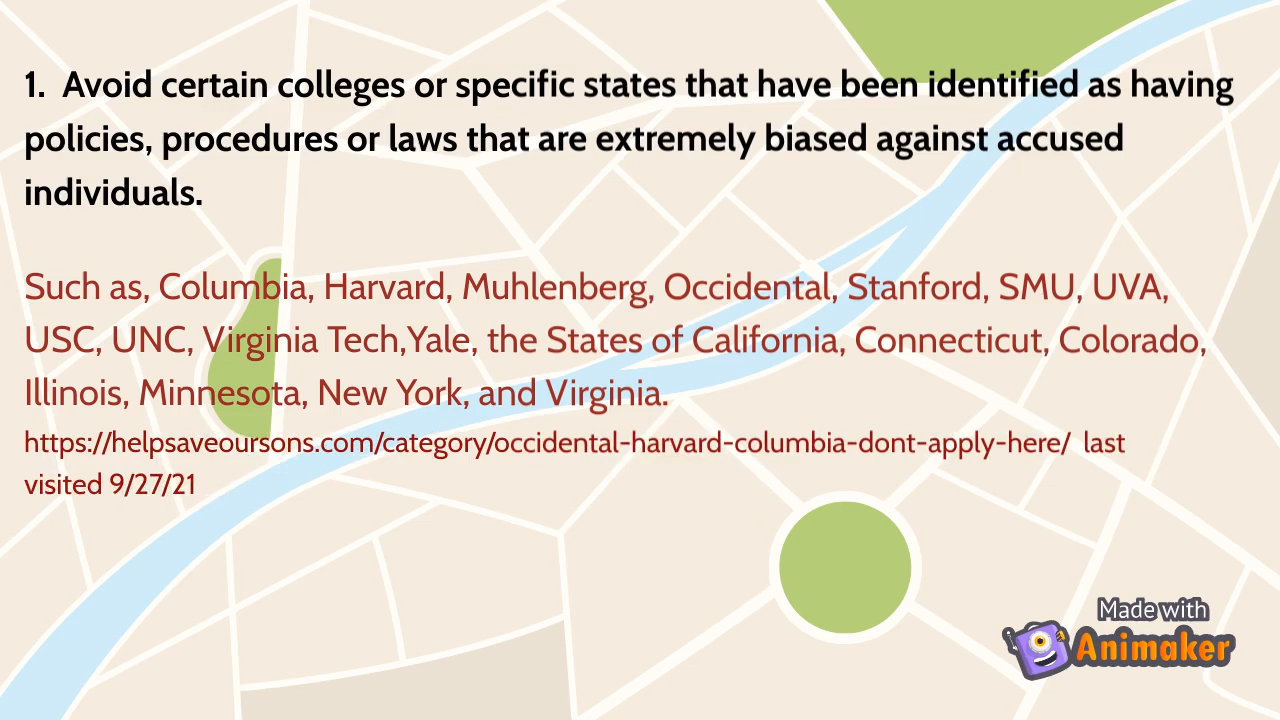 1.  Avoid certain colleges or specific states that have been identified as having
policies, procedures or laws that are extremely biased against accused
individuals.
Such as, Columbia, Harvard, Muhlenberg, Occidental, Stanford, SMU, UVA,
USC, UNC, Virginia Tech,Yale, the States of California, Connecticut, Colorado,
Illinois, Minnesota, New York, and Virginia.
https://helpsaveoursons.com/category/occidental-harvard-columbia-dont-apply-here/  last
visited 9/27/21
Made with
Animaker